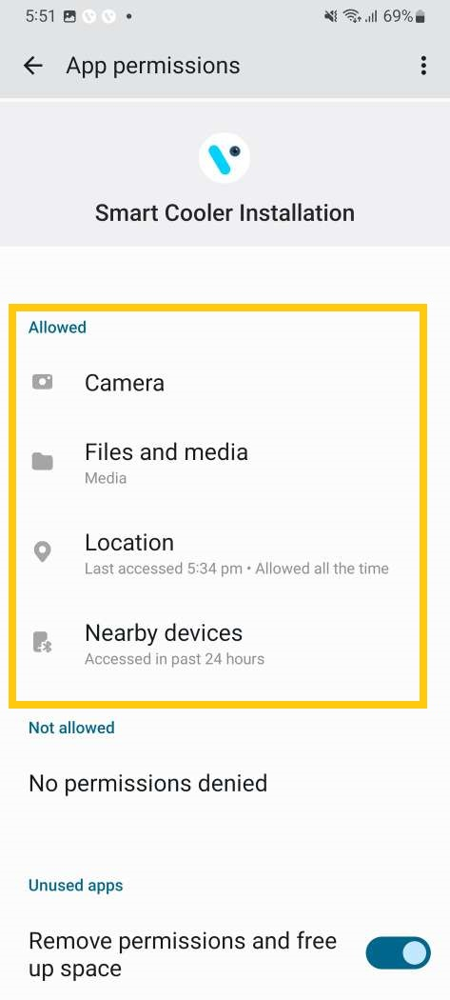 5:51 69%
App permissions
Smart Cooler Installation
Allowed
Camera
Files and media
Media
Location
Last accessed 5:34 pm • Allowed all the time
Nearby devices
Accessed in past 24 hours
Not allowed
No permissions denied
Unused apps
Remove permissions and free
up space